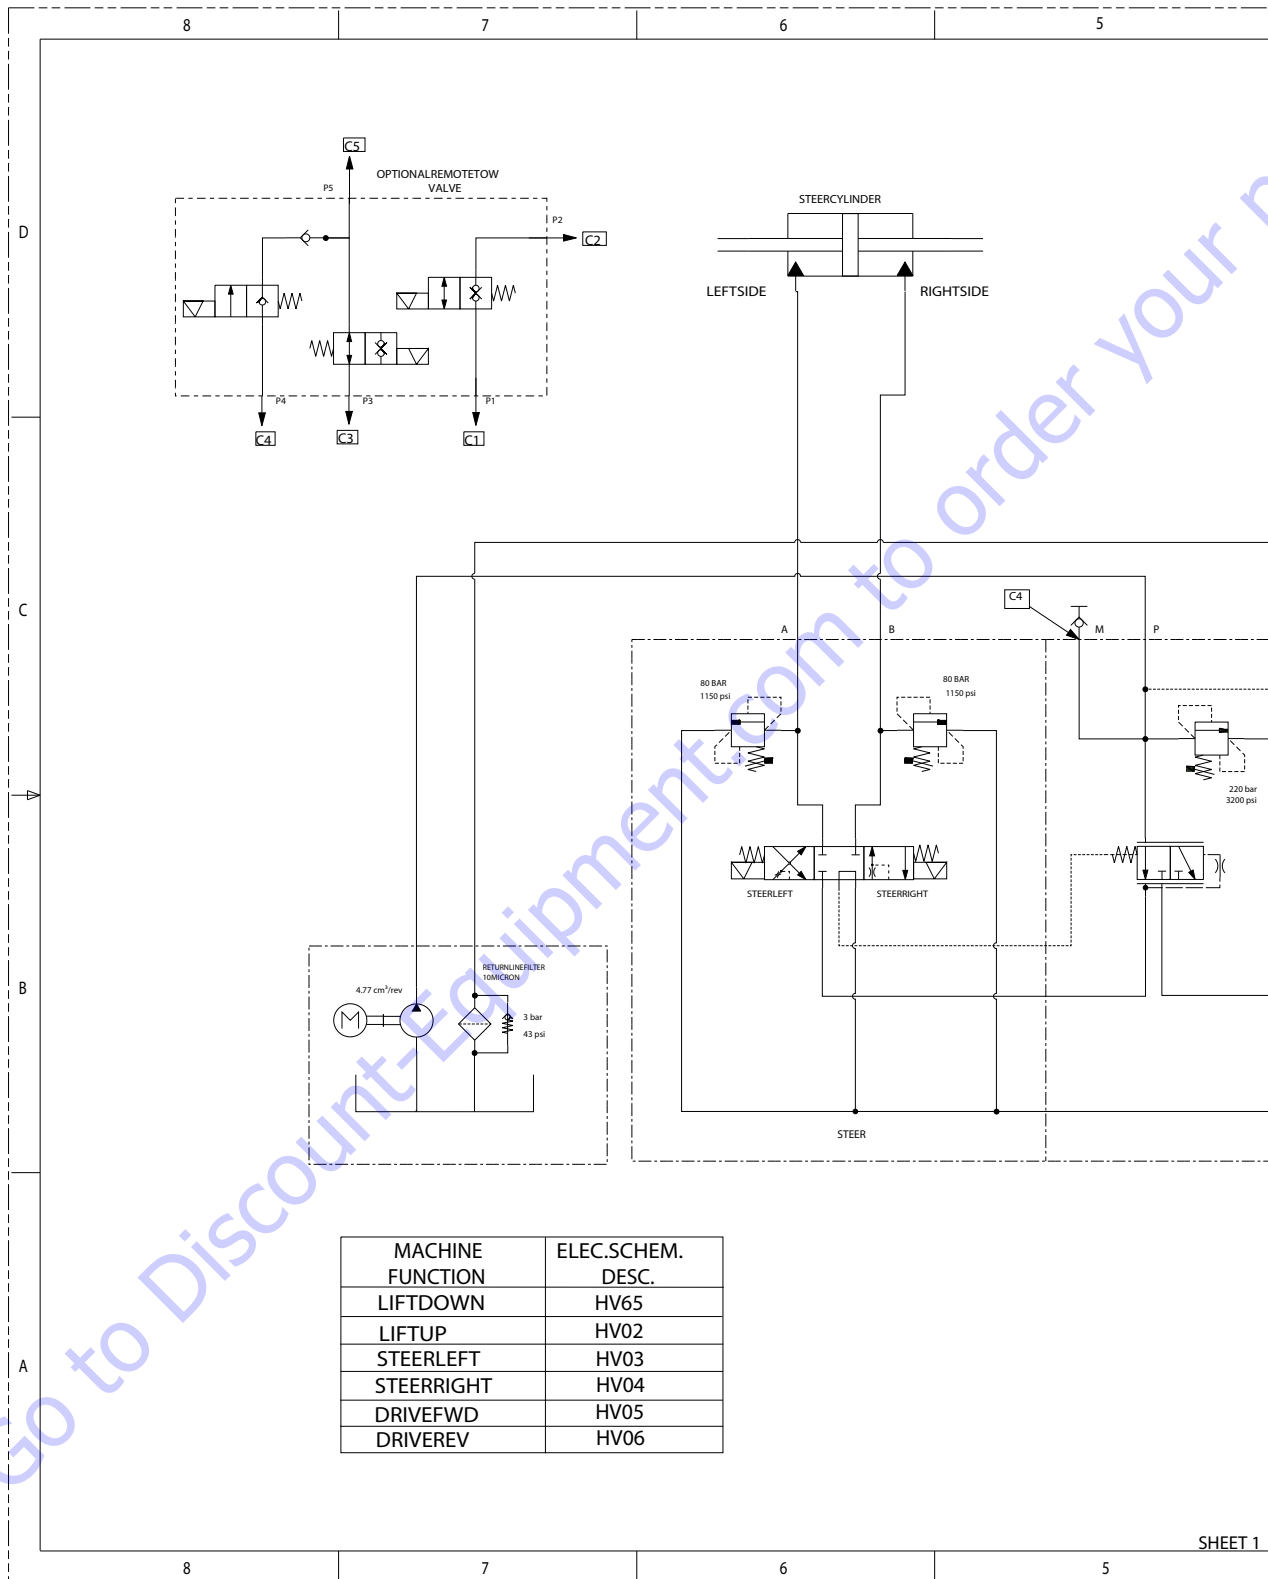 8 7 6 5
C5
OPTIONALREMOTETOW
VALVE
P5
P2
C2
D
STEERCYLINDER
LEFTSIDE
RIGHTSIDE
P4
P3
P1
C4
C3
C1
C4
C
A
B
M
P
80 BAR
1150 psi
80 BAR
1150 psi
220 bar
3200 psi
STEERLEFT
STEERRIGHT
RETURNLINEFILTER
10MICRON
4.77 cm³/rev
B
M
3 bar
43 psi
STEER
MACHINE FUNCTION ELEC.SCHEM. DESC.
LIFTDOWN HV65
LIFTUP HV02
STEERLEFT HV03
A
STEERRIGHT HV04
DRIVEFWD HV05
DRIVEREV HV06
SHEET 1
8 7 6 5
Go to Discount-Equipment.com to order your